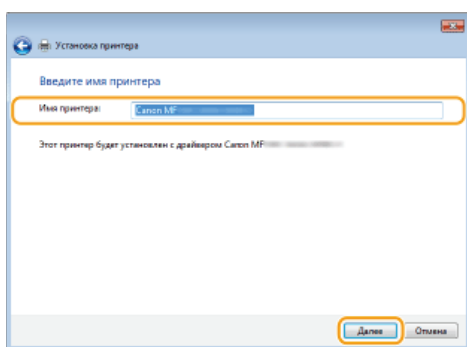 Установка принтера
Введите имя принтера
Имя принтера: Canon MF
Этот принтер будет установлен с драйвером Canon MF
Далее Отмена